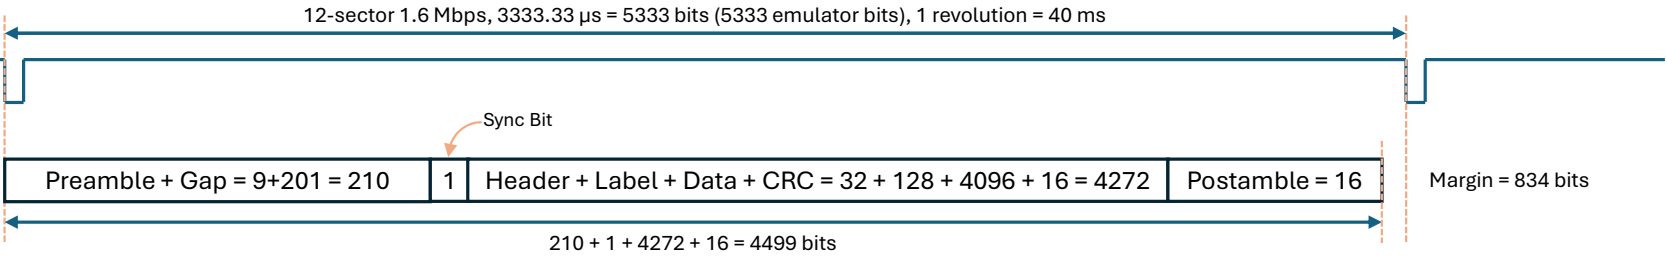 12-sector 1.6 Mbps, 3333.33 µs = 5333 bits (5333 emulator bits), 1 revolution = 40 ms
Sync Bit
Preamble + Gap = 9+201 = 210
1
Header + Label + Data + CRC = 32 + 128 + 4096 + 16 = 4272
Postamble = 16
Margin = 834 bits
210 + 1 + 4272 + 16 = 4499 bits